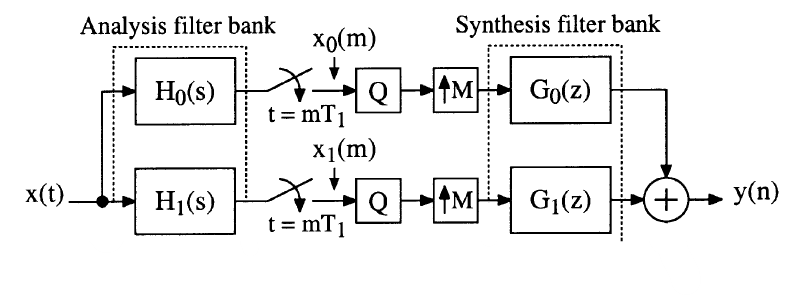 Analysis filter bank
Synthesis filter bank
x0(m)
H0(s)
Q
↑M
G0(z)
t = mT1
x1(m)
x(t)
H1(s)
Q
↑M
G1(z)
+
y(n)
t = mT1